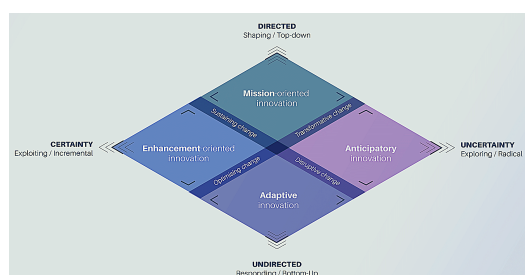 DIRECTED
Shaping / Top-down
Mission-oriented
innovation
Sustaining change
Transformative change
CERTAINTY
Exploiting / Incremental
Enhancement oriented
innovation
Anticipatory
innovation
UNCERTAINTY
Exploring / Radical
Optimising change
Disruptive change
Adaptive
innovation
UNDIRECTED
Responding / Bottom-Up